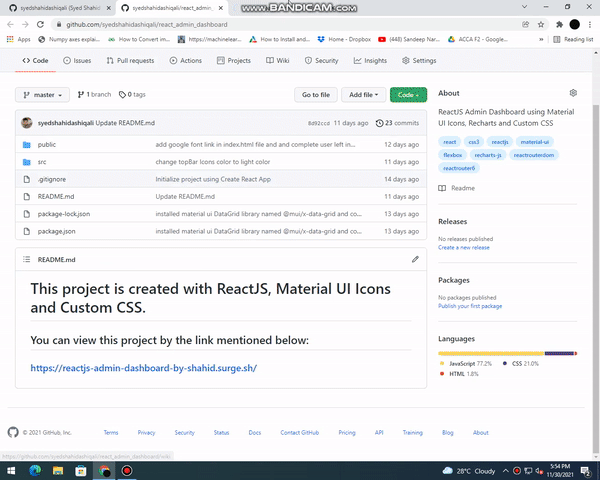 www.BANDICAM.com
syedshahidashiqali (Syed Shahid
syedshahidashiqali/react_admin_
github.com/syedshahidashiqali/react_admin_dashboard
Apps
Numpy axes explain...
How to Convert im...
https://machinelear...
How to Install and...
Home - Dropbox
(448) Sandeep Nar...
ACCA F2 - Google...
Reading list
Code
Issues
Pull requests
Actions
Projects
Wiki
Security
Insights
Settings
master
1 branch
0 tags
Go to file
Add file
Code
About
ReactJS Admin Dashboard using Material
UI Icons, Recharts and Custom CSS
react css3 reactjs material-ui
flexbox recharts-js reactrouterdom
reactrouter6
Readme
syedshahidashiqali Update README.md
8d92ccd 11 days ago
23 commits
public
add google font link in index.html file and and complete user left in...
12 days ago
src
change topBar Icons color to light color
11 days ago
.gitignore
Initialize project using Create React App
14 days ago
README.md
Update README.md
11 days ago
package-lock.json
installed material ui DataGrid library named @mui/x-data-grid and co...
13 days ago
package.json
installed material ui DataGrid library named @mui/x-data-grid and co...
13 days ago
Releases
No releases published
Create a new release
README.md
This project is created with ReactJS, Material UI Icons
and Custom CSS.
You can view this project by the link mentioned below:
https://reactjs-admin-dashboard-by-shahid.surge.sh/
Packages
No packages published
Publish your first package
Languages
JavaScript 77.2%
CSS 21.0%
HTML 1.8%
© 2021 GitHub, Inc.
Terms
Privacy
Security
Status
Docs
Contact GitHub
Pricing
API
Training
Blog
About
https://github.com/syedshahidashiqali/react_admin_dashboard/wiki
28°C Cloudy
5:54 PM
11/30/2021
2